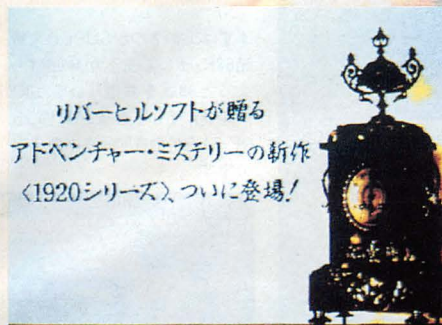 リバーヒルソフトが贈る
アドベンチャー・ミステリーの新作
〈1920シリーズ〉、ついに登場!